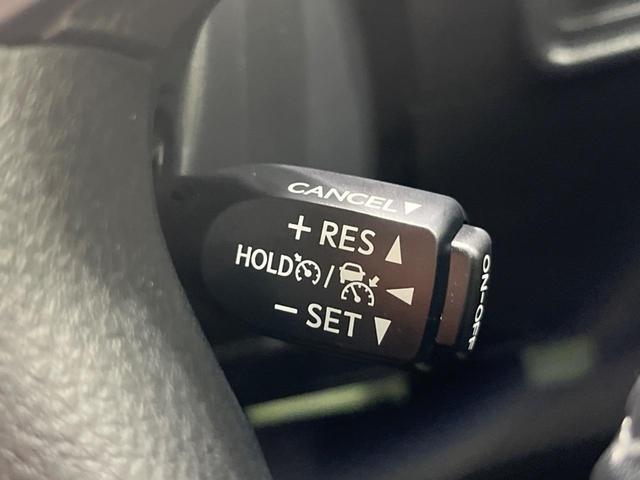 CANCEL▼
+ RES ▲
HOLD / ◀
− SET ▼
ON-OFF